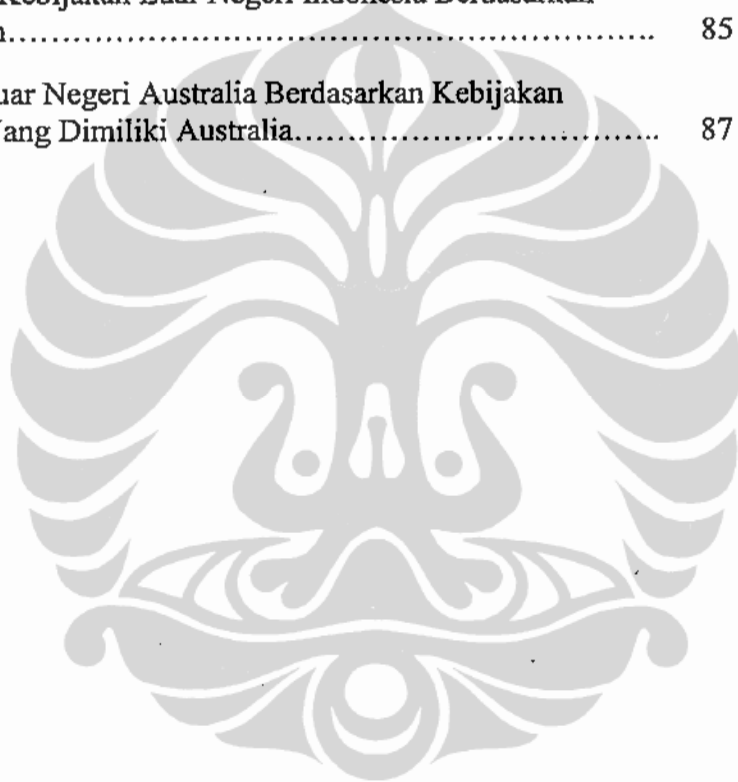 Kebijakan Luar Negeri Indonesia Berdasarkan
n........................................................ 85
uar Negeri Australia Berdasarkan Kebijakan
Yang Dimiliki Australia................................. 87